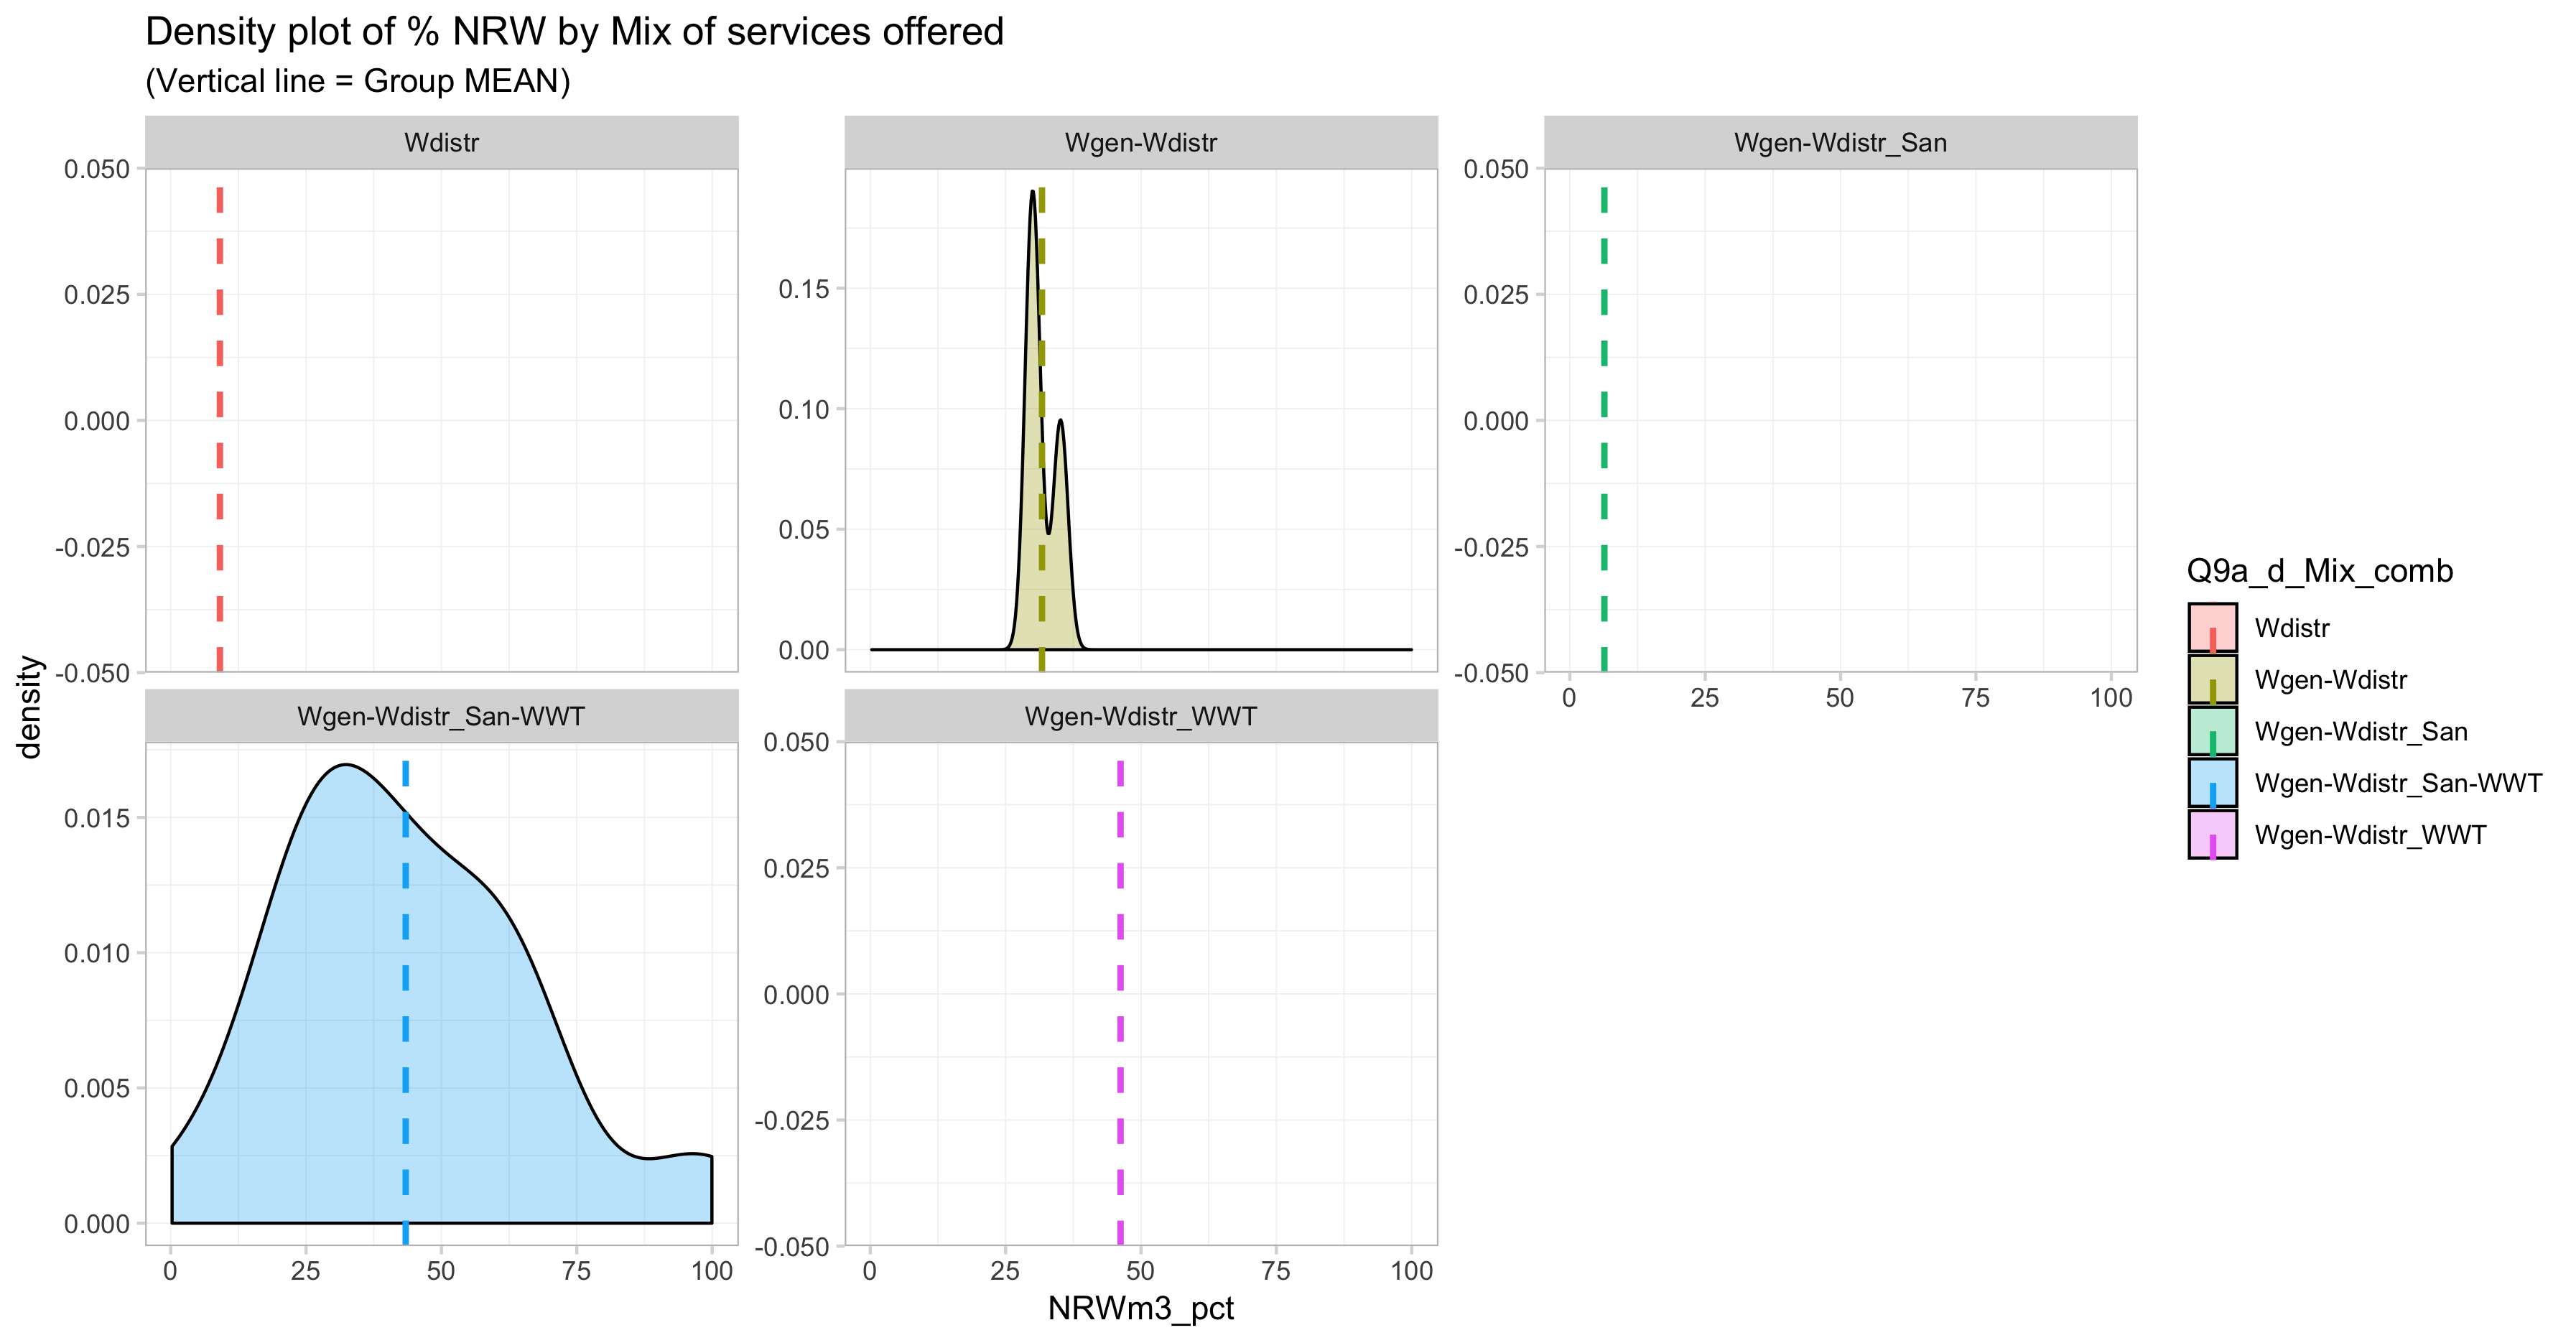 Density plot of % NRW by Mix of services offered
(Vertical line = Group MEAN)
Wdistr
0.050
0.025
0.000
-0.025
-0.050
Wgen-Wdistr
0.15
0.10
0.05
0.00
Wgen-Wdistr_San
0.050
0.025
0.000
-0.025
-0.050
0 25 50 75 100
Wgen-Wdistr_San-WWT
0.015
0.010
0.005
0.000
0 25 50 75 100
Wgen-Wdistr_WWT
0.050
0.025
0.000
-0.025
-0.050
0 25 50 75 100
density
NRWm3_pct
Q9a_d_Mix_comb
Wdistr
Wgen-Wdistr
Wgen-Wdistr_San
Wgen-Wdistr_San-WWT
Wgen-Wdistr_WWT